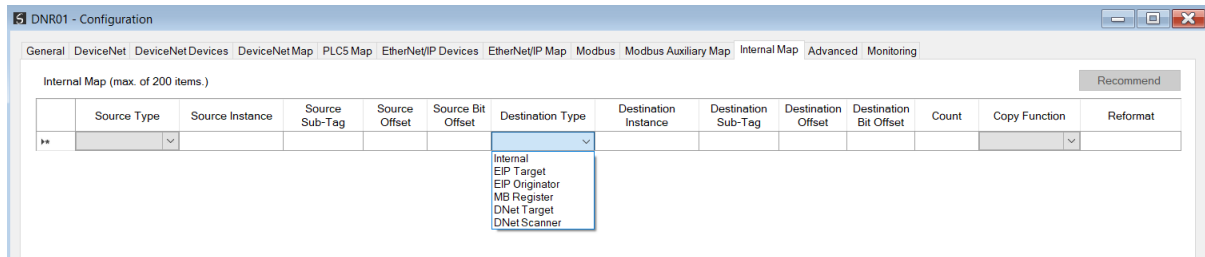 DNR01 - Configuration
General DeviceNet DeviceNet Devices DeviceNet Map PLC5 Map EtherNet/IP Devices EtherNet/IP Map Modbus Modbus Auxiliary Map Internal Map Advanced Monitoring
Internal Map (max. of 200 items.)
Recommend
Source Type Source Instance Source Sub-Tag Source Offset Source Bit Offset Destination Type Destination Instance Destination Sub-Tag Destination Offset Destination Bit Offset Count Copy Function Reformat
Internal
EIP Target
EIP Originator
MB Register
DNet Target
DNet Scanner